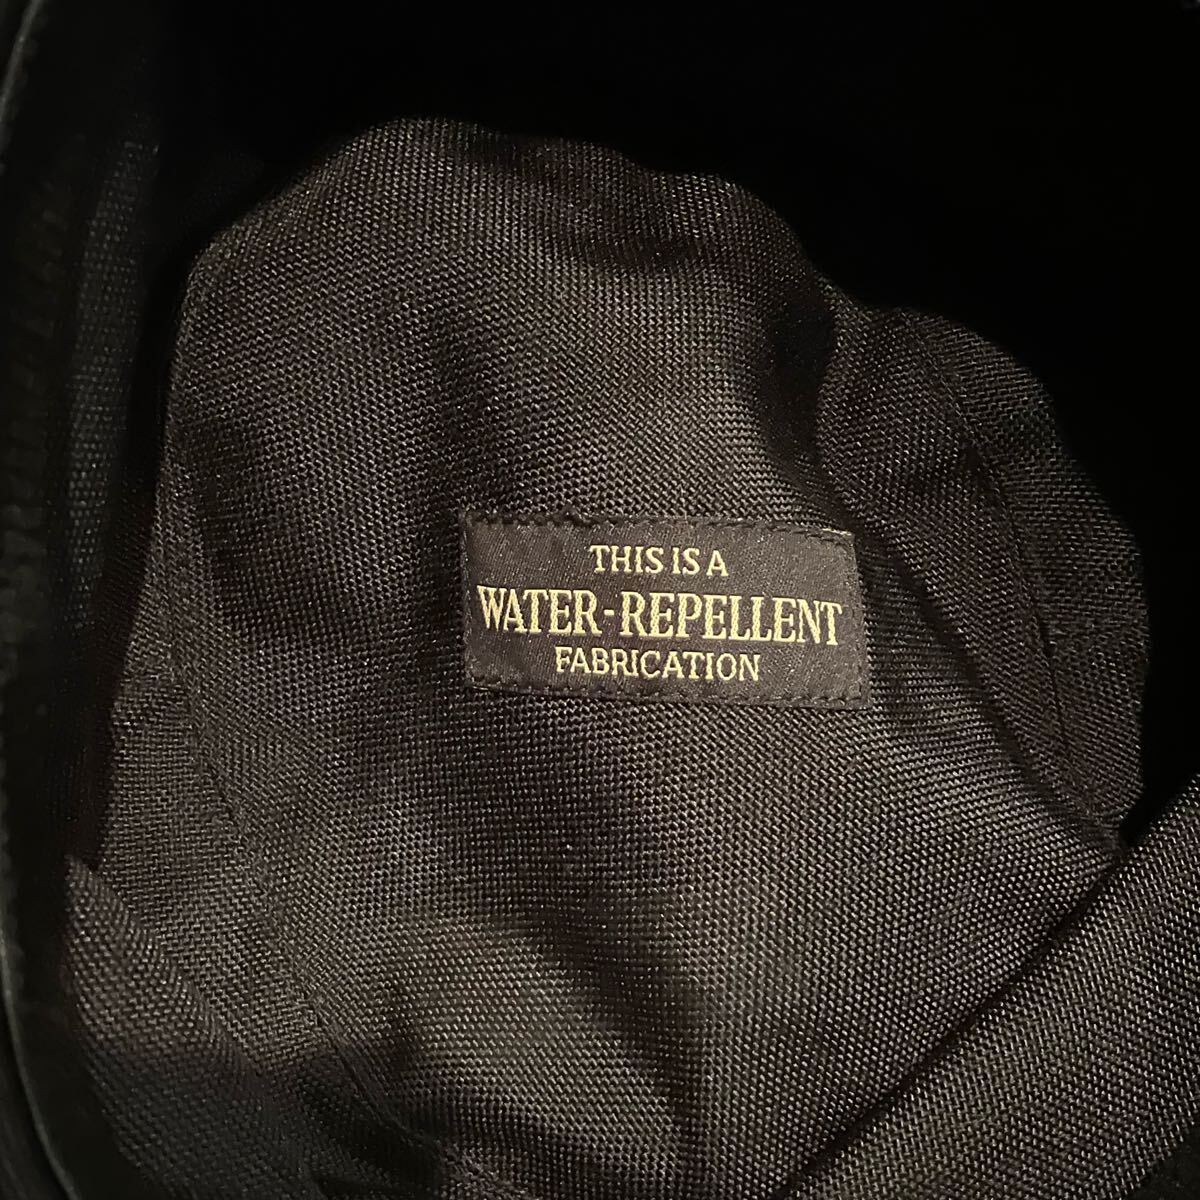 THIS IS A
WATER-REPELLENT
FABRICATION